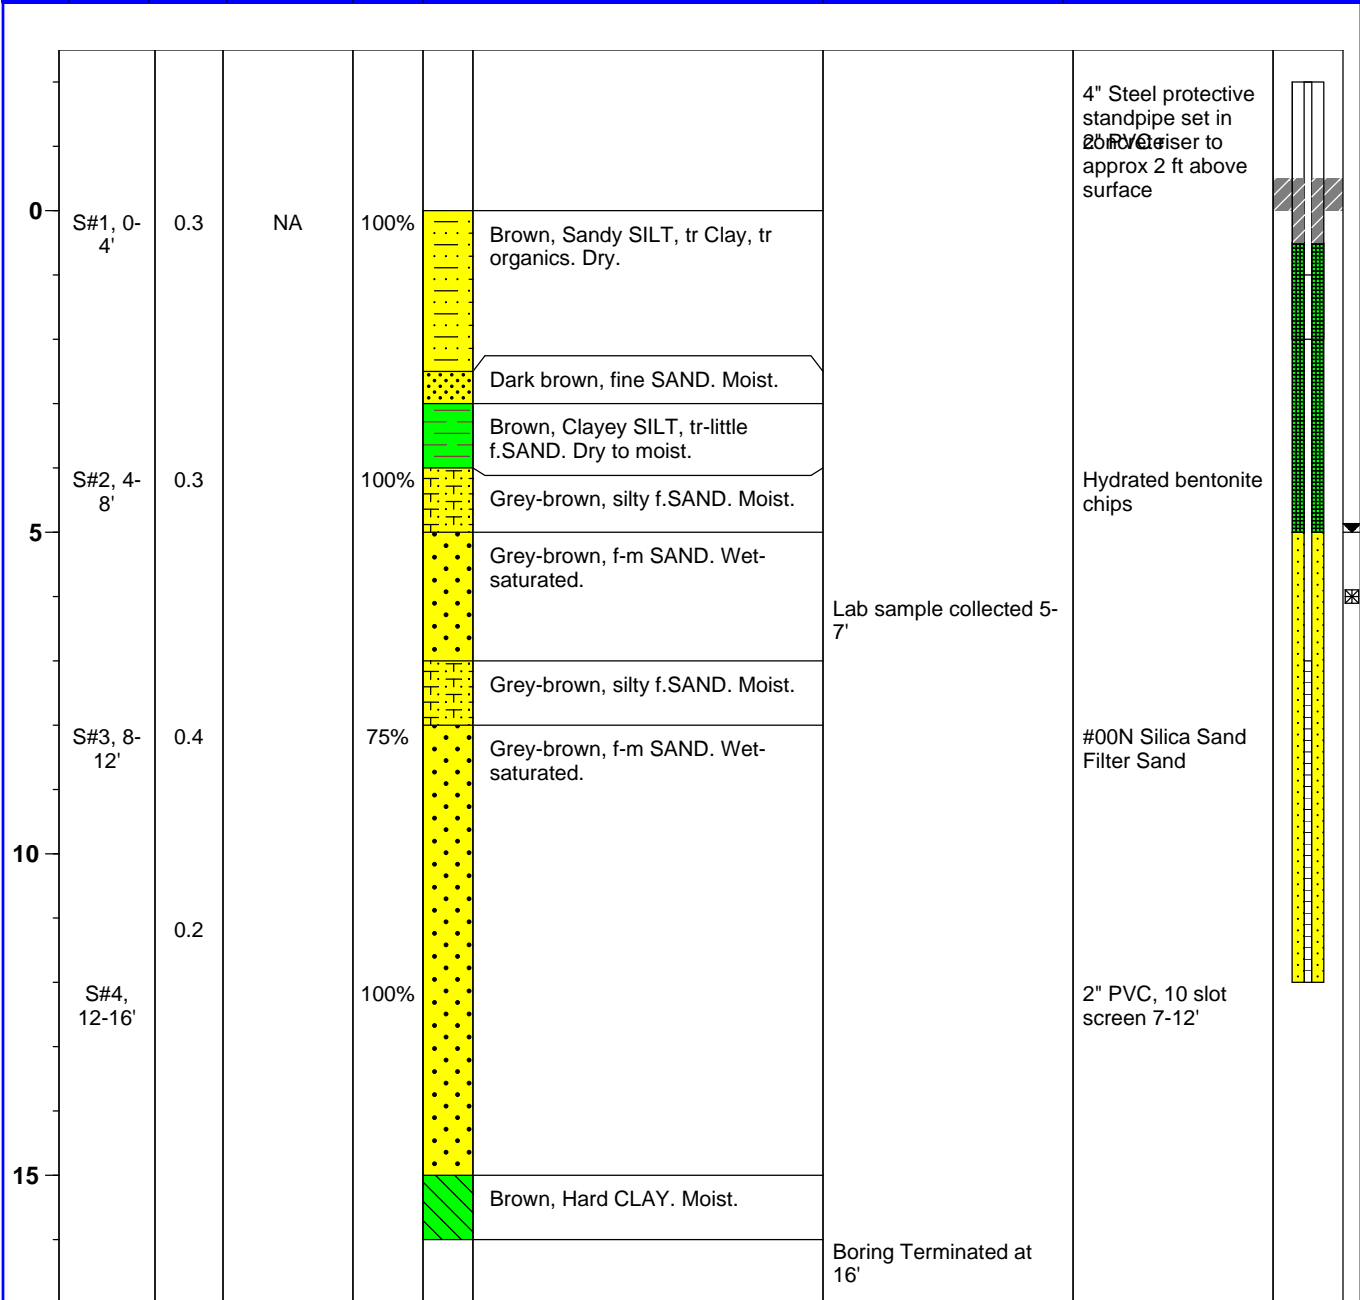 4" Steel protective
standpipe set in
concrete
2" PVC riser to
approx 2 ft above
surface
0
S#1, 0-
4'
0.3
NA
100%
Brown, Sandy SILT, tr Clay, tr
organics. Dry.
Dark brown, fine SAND. Moist.
Brown, Clayey SILT, tr-little
f.SAND. Dry to moist.
S#2, 4-
8'
0.3
100%
Grey-brown, silty f.SAND. Moist.
Hydrated bentonite
chips
5
Grey-brown, f-m SAND. Wet-
saturated.
Lab sample collected 5-
7'
Grey-brown, silty f.SAND. Moist.
S#3, 8-
12'
0.4
75%
Grey-brown, f-m SAND. Wet-
saturated.
#00N Silica Sand
Filter Sand
10
0.2
S#4,
12-16'
100%
2" PVC, 10 slot
screen 7-12'
15
Brown, Hard CLAY. Moist.
Boring Terminated at
16'